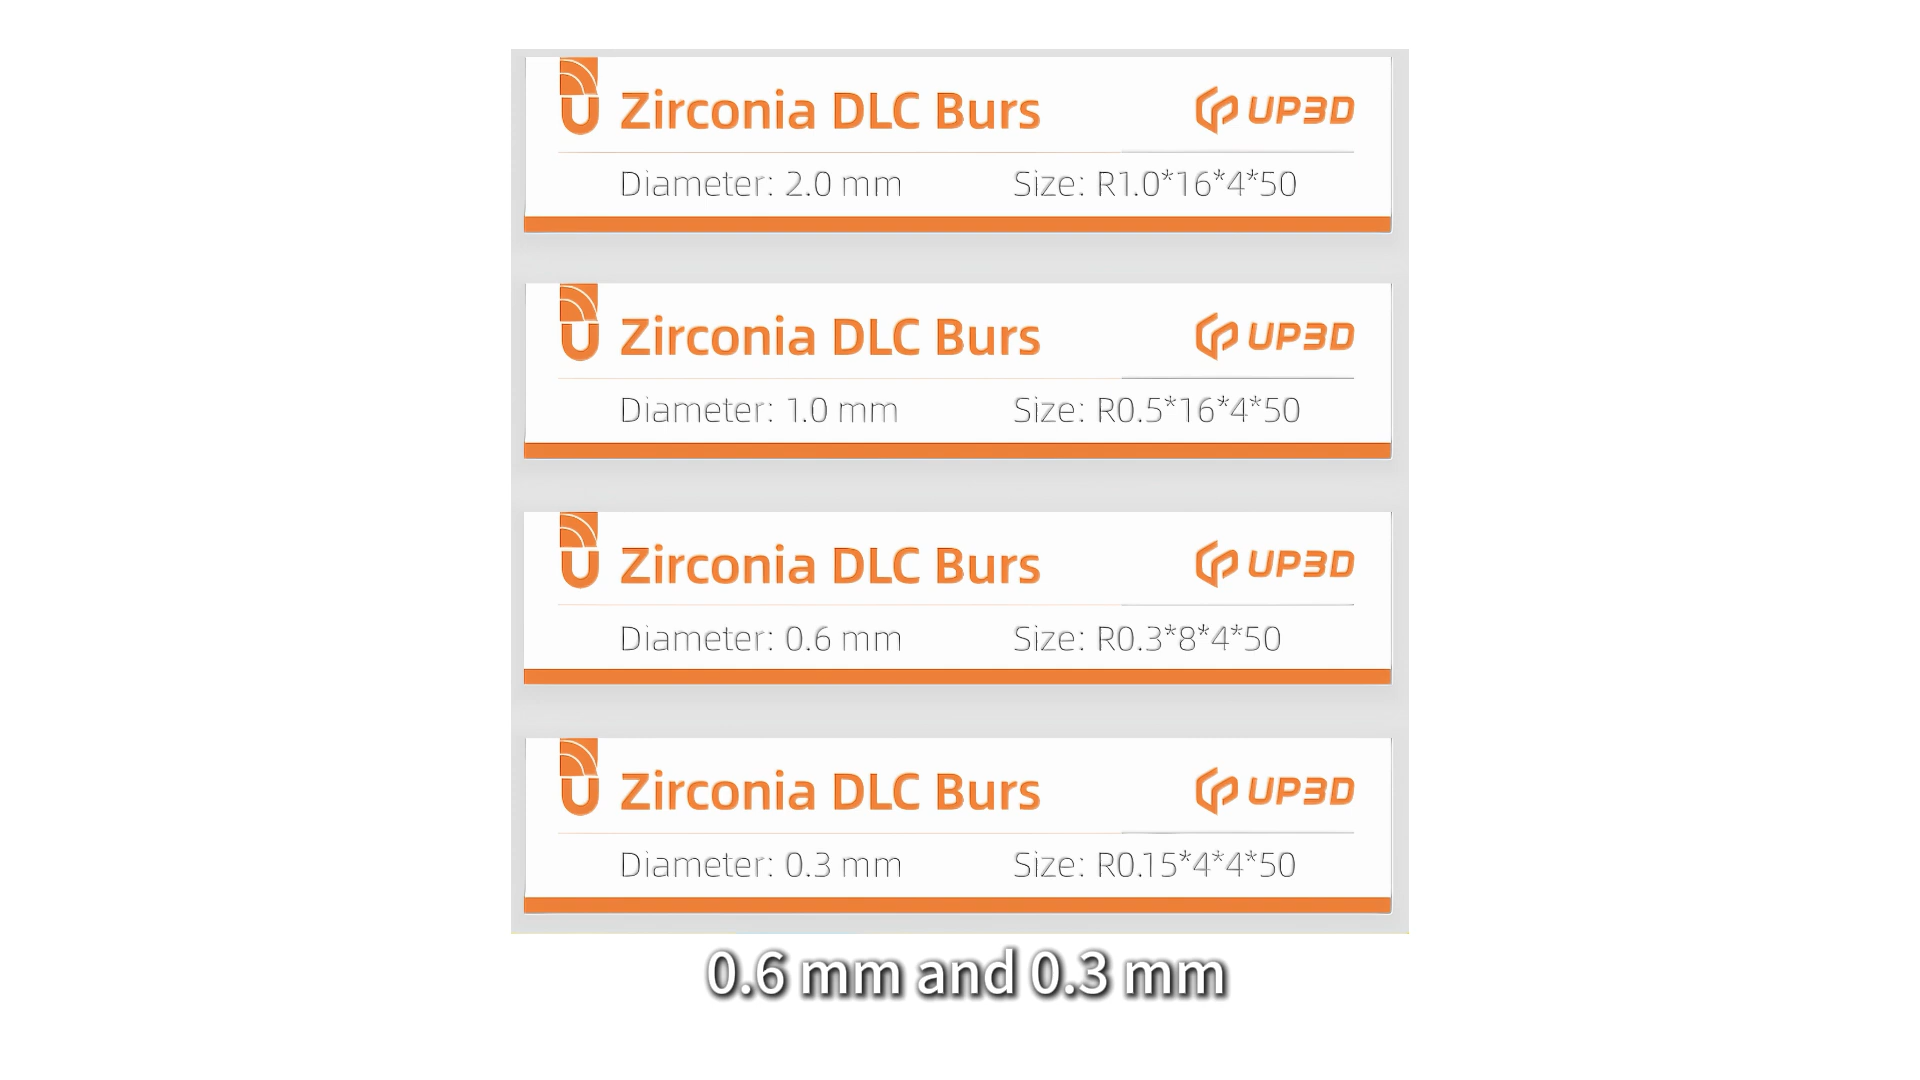 Zirconia DLC Burs UP3D
Diameter: 2.0 mm Size: R1.0*16*4*50
Zirconia DLC Burs UP3D
Diameter: 1.0 mm Size: R0.5*16*4*50
Zirconia DLC Burs UP3D
Diameter: 0.6 mm Size: R0.3*8*4*50
Zirconia DLC Burs UP3D
Diameter: 0.3 mm Size: R0.15*4*4*50
0.6 mm and 0.3 mm